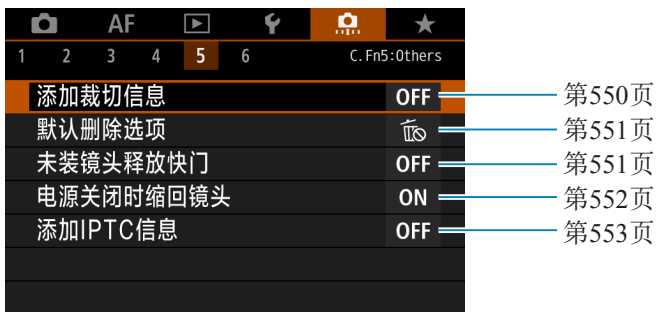 AF
1 2 3 4 5 6 C.Fn5:Others
添加裁切信息 OFF 第550页
默认删除选项 第551页
未装镜头释放快门 OFF 第551页
电源关闭时缩回镜头 ON 第552页
添加IPTC信息 OFF 第553页